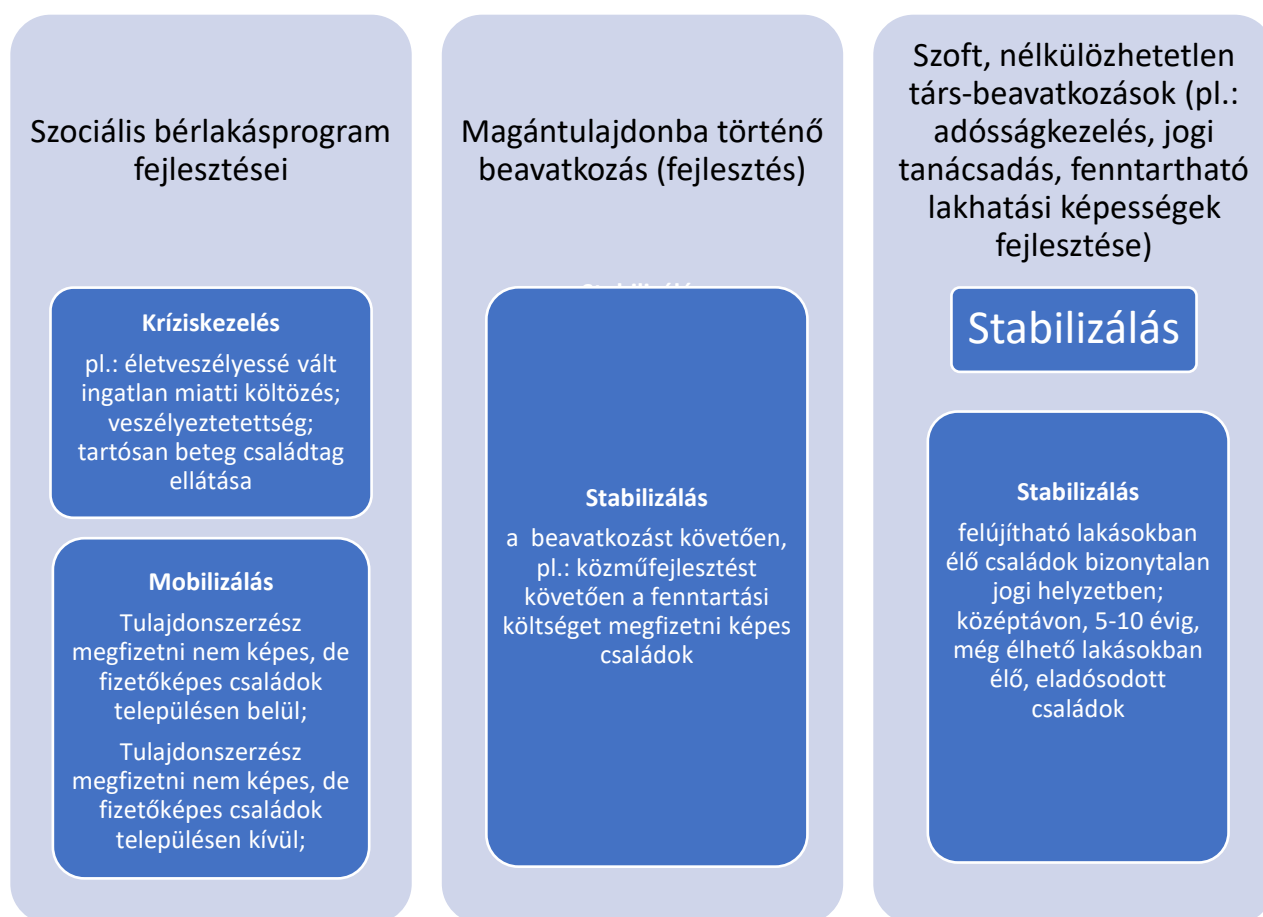 Szociális bérlakásprogram
fejlesztései
Kríziskezelés
pl.: életveszélyessé vált
ingatlan miatti költözés;
veszélyeztetettség;
tartósan beteg családtag
ellátása
Mobilizálás
Tulajdonszerzész
megfizetni nem képes, de
fizetőképes családok
településen belül;
Tulajdonszerzész
megfizetni nem képes, de
fizetőképes családok
településen kívül;
Magántulajdonba történő
beavatkozás (fejlesztés)
Stabilizálás
a beavatkozást követően,
pl.: közműfejlesztést
követően a fenntartási
költséget megfizetni képes
családok
Szoft, nélkülözhetetlen
társ-beavatkozások (pl.:
adósságkezelés, jogi
tanácsadás, fenntartható
lakhatási képességek
fejlesztése)
Stabilizálás
Stabilizálás
felújítható lakásokban
élő családok bizonytalan
jogi helyzetben;
középtávon, 5-10 évig,
még élhető lakásokban
élő, eladósodott
családok